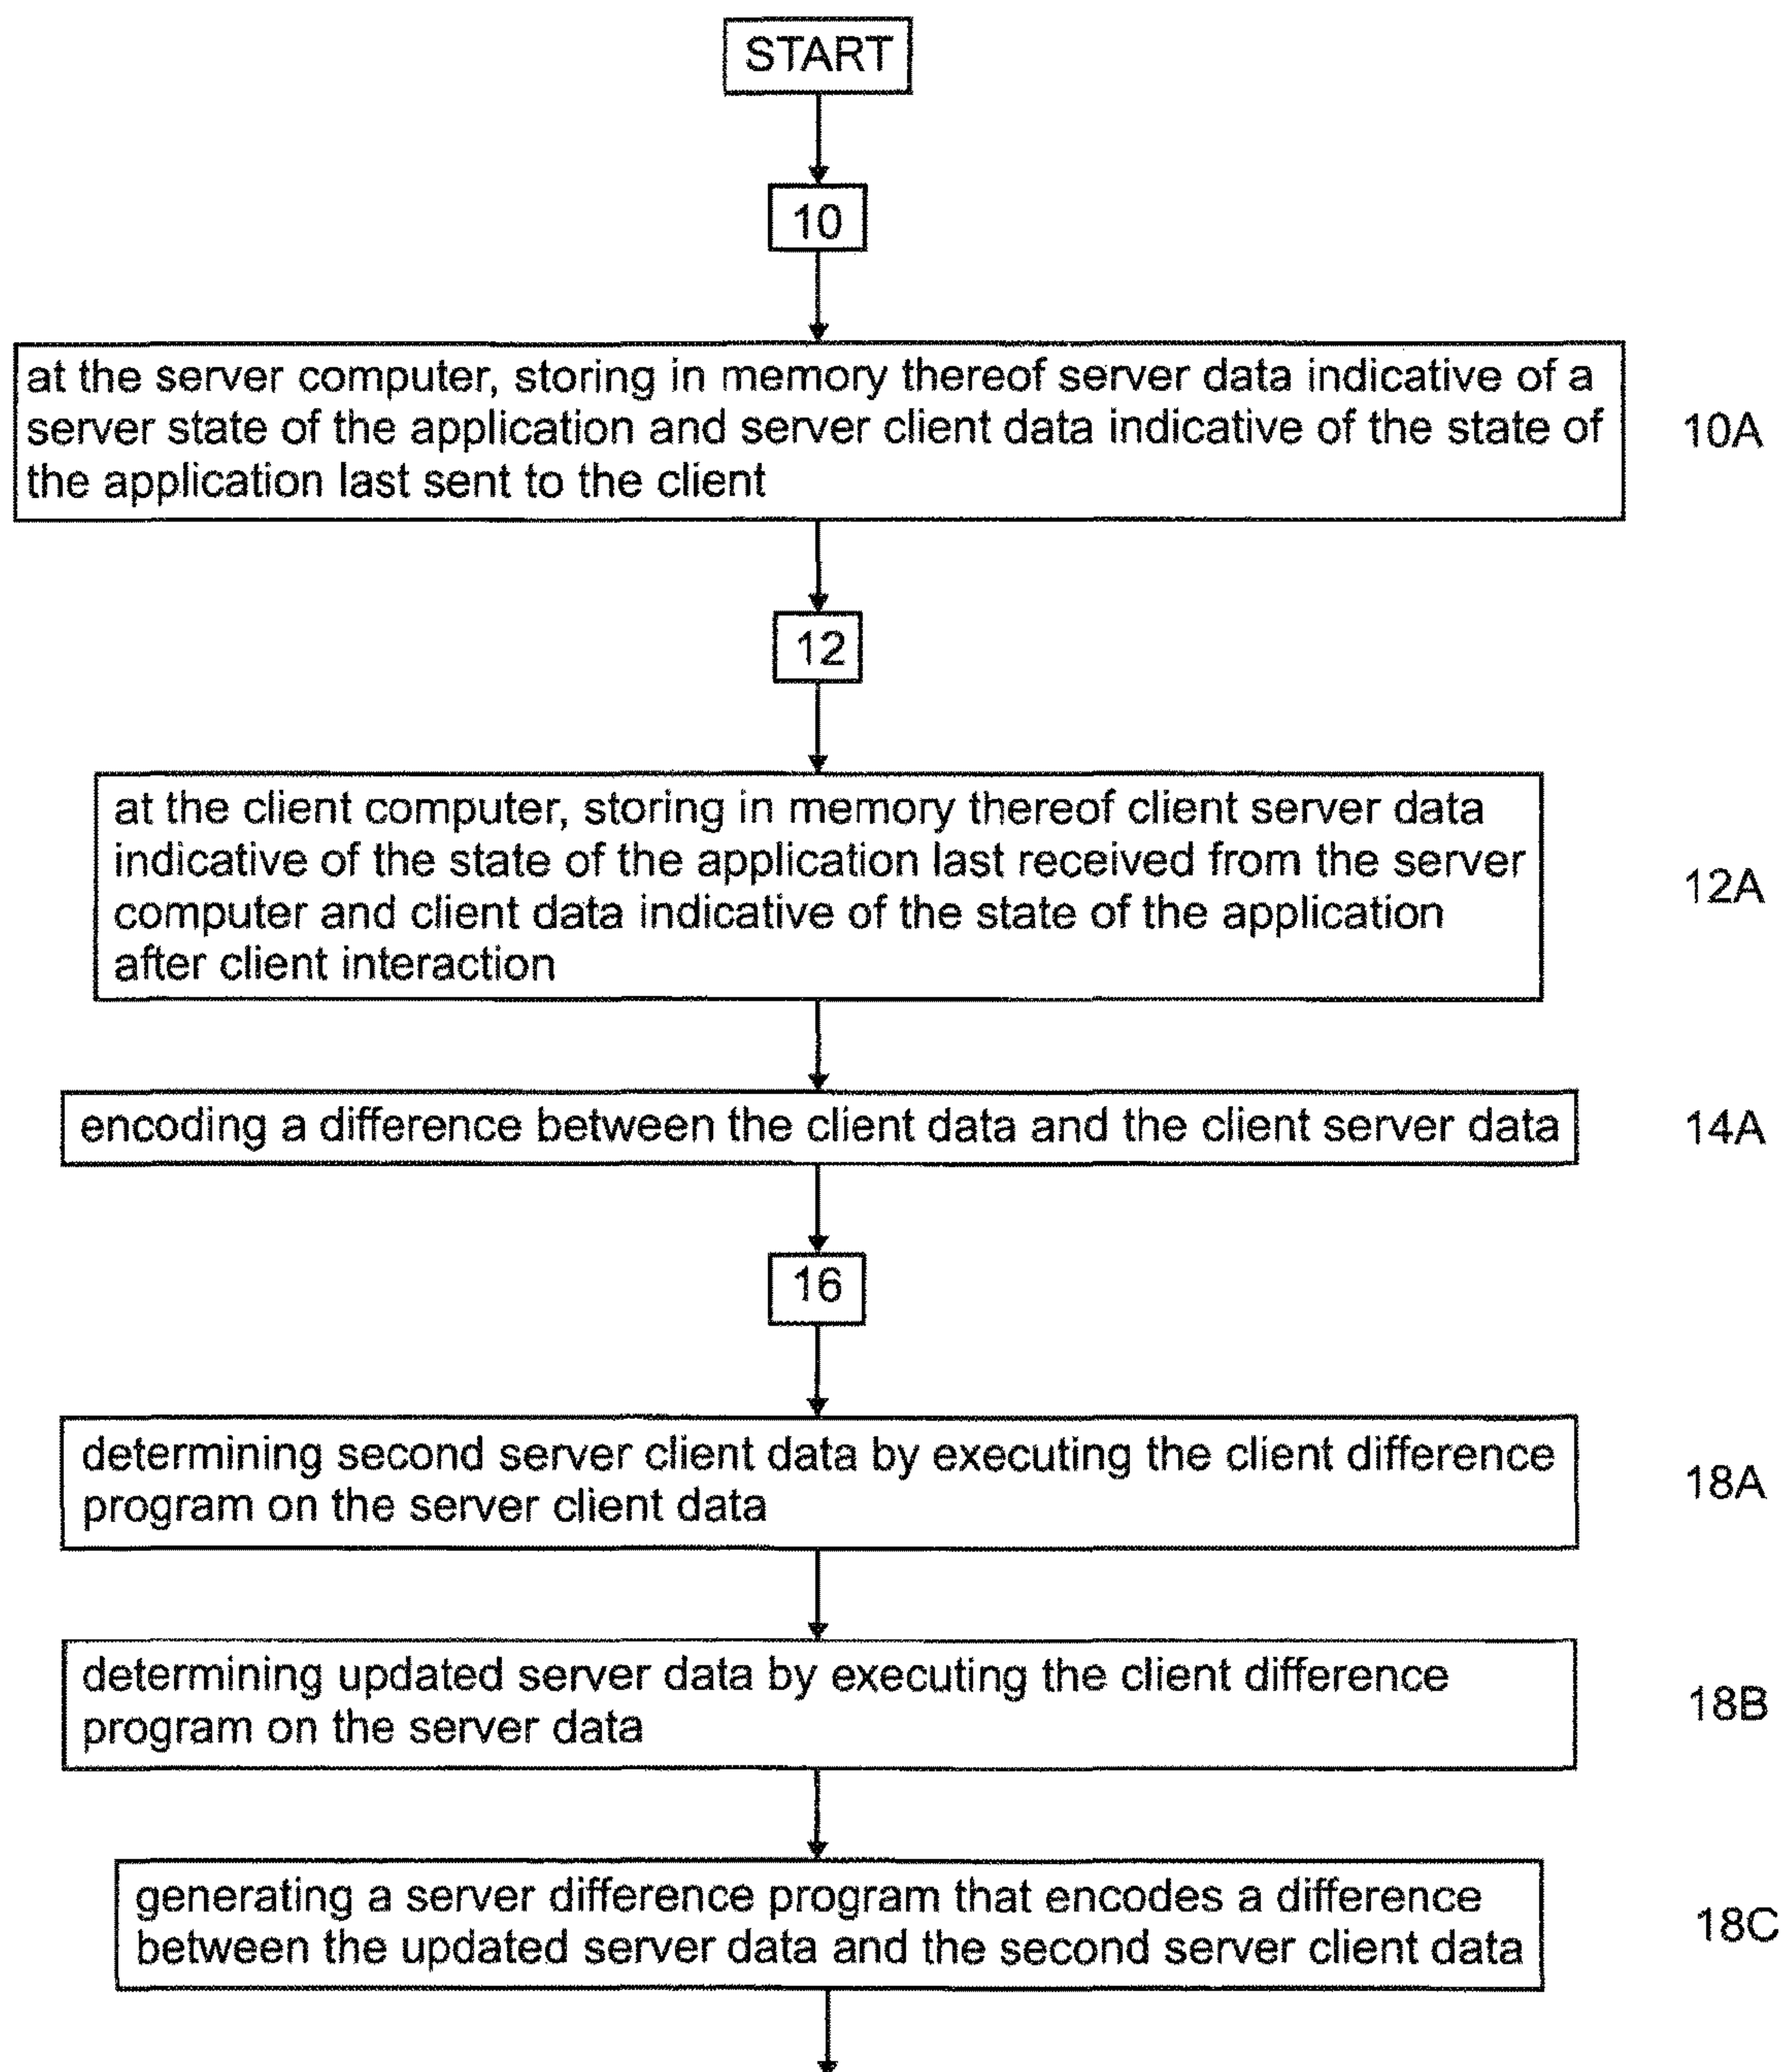 START
10
at the server computer, storing in memory thereof server data indicative of a
server state of the application and server client data indicative of the state of
the application last sent to the client
10A
12
at the client computer, storing in memory thereof client server data
indicative of the state of the application last received from the server
computer and client data indicative of the state of the application
after client interaction
12A
encoding a difference between the client data and the client server data
14A
16
determining second server client data by executing the client difference
program on the server client data
18A
determining updated server data by executing the client difference
program on the server data
18B
generating a server difference program that encodes a difference
between the updated server data and the second server client data
18C